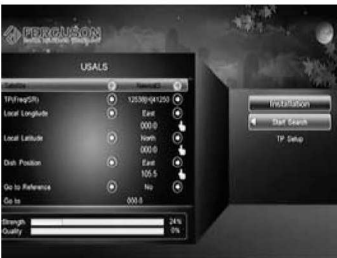 FERGUSON
USALS
Satellite
TP(Freq/SR) 12538[H]41250
Local Longitude East
000.0
Local Latitude North
000.0
Dish Position East
105.5
Go to Reference No
Go to 000.0
Strength 24%
Quality 0%
Installation
Start Search
TP Setup